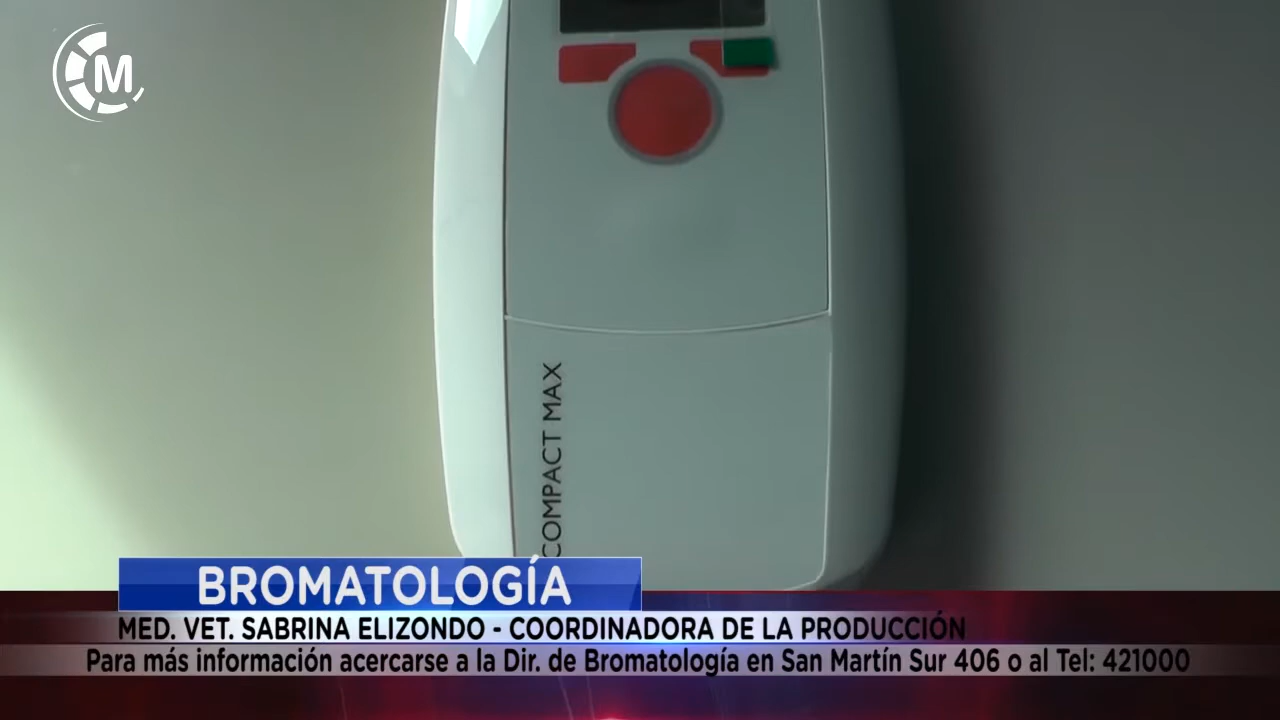 M
COMPACT MAX
BROMATOLOGÍA
MED. VET. SABRINA ELIZONDO - COORDINADORA DE LA PRODUCCIÓN
Para más información acercarse a la Dir. de Bromatología en San Martín Sur 406 o al Tel: 421000